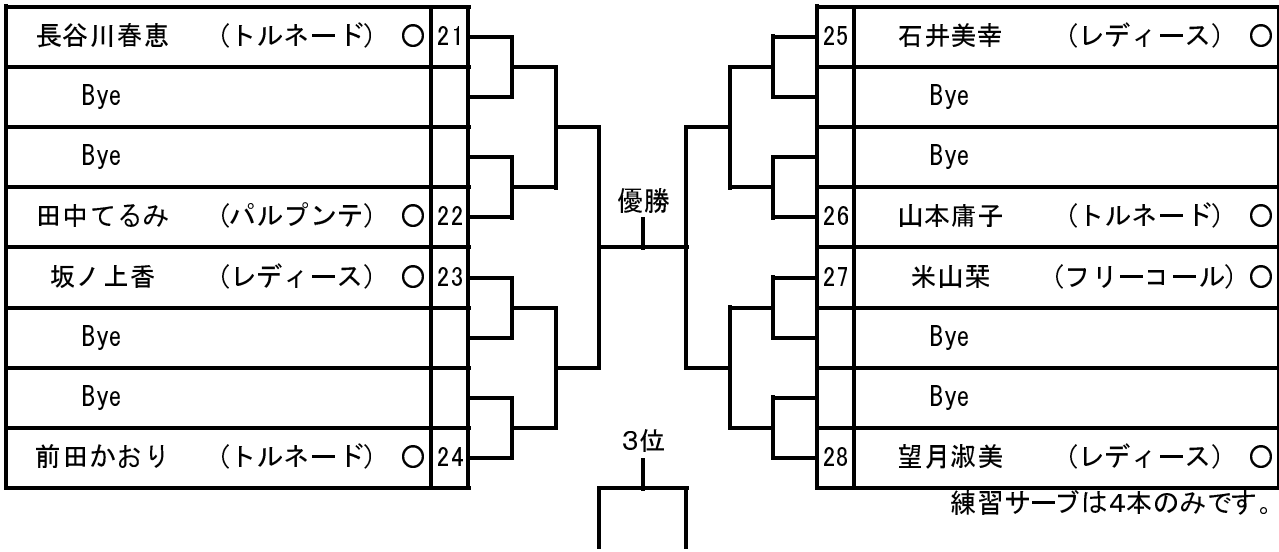 長谷川春恵 （トルネード） ○ 21
Bye
Bye
田中てるみ （パルプンテ） ○ 22
坂ノ上香 （レディース） ○ 23
Bye
Bye
前田かおり （トルネード） ○ 24
優勝
3位
25 石井美幸 （レディース） ○
Bye
Bye
26 山本庸子 （トルネード） ○
27 米山栞 （フリーコール） ○
Bye
Bye
28 望月淑美 （レディース） ○
練習サーブは4本のみです。